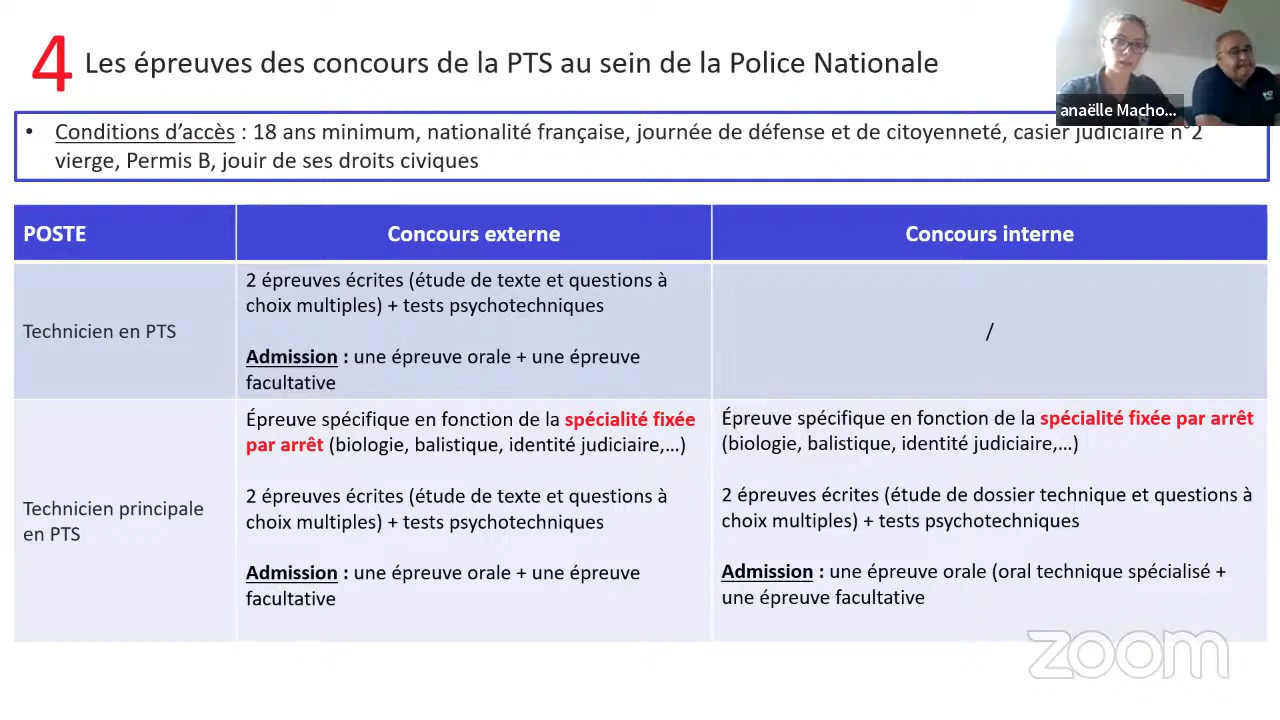 4 Les épreuves des concours de la PTS au sein de la Police Nationale
anaëlle Macho...
• Conditions d'accès : 18 ans minimum, nationalité française, journée de défense et de citoyenneté, casier judiciaire n°2
vierge, Permis B, jouir de ses droits civiques
POSTE
Concours externe
Concours interne
Technicien en PTS
2 épreuves écrites (étude de texte et questions à
choix multiples) + tests psychotechniques
Admission : une épreuve orale + une épreuve
facultative
/
Technicien principale
en PTS
Épreuve spécifique en fonction de la spécialité fixée
par arrêt (biologie, balistique, identité judiciaire,...)
2 épreuves écrites (étude de texte et questions à
choix multiples) + tests psychotechniques
Admission : une épreuve orale + une épreuve
facultative
Épreuve spécifique en fonction de la spécialité fixée par arrêt
(biologie, balistique, identité judiciaire,...)
2 épreuves écrites (étude de dossier technique et questions à
choix multiples) + tests psychotechniques
Admission : une épreuve orale (oral technique spécialisé +
une épreuve facultative
zoom